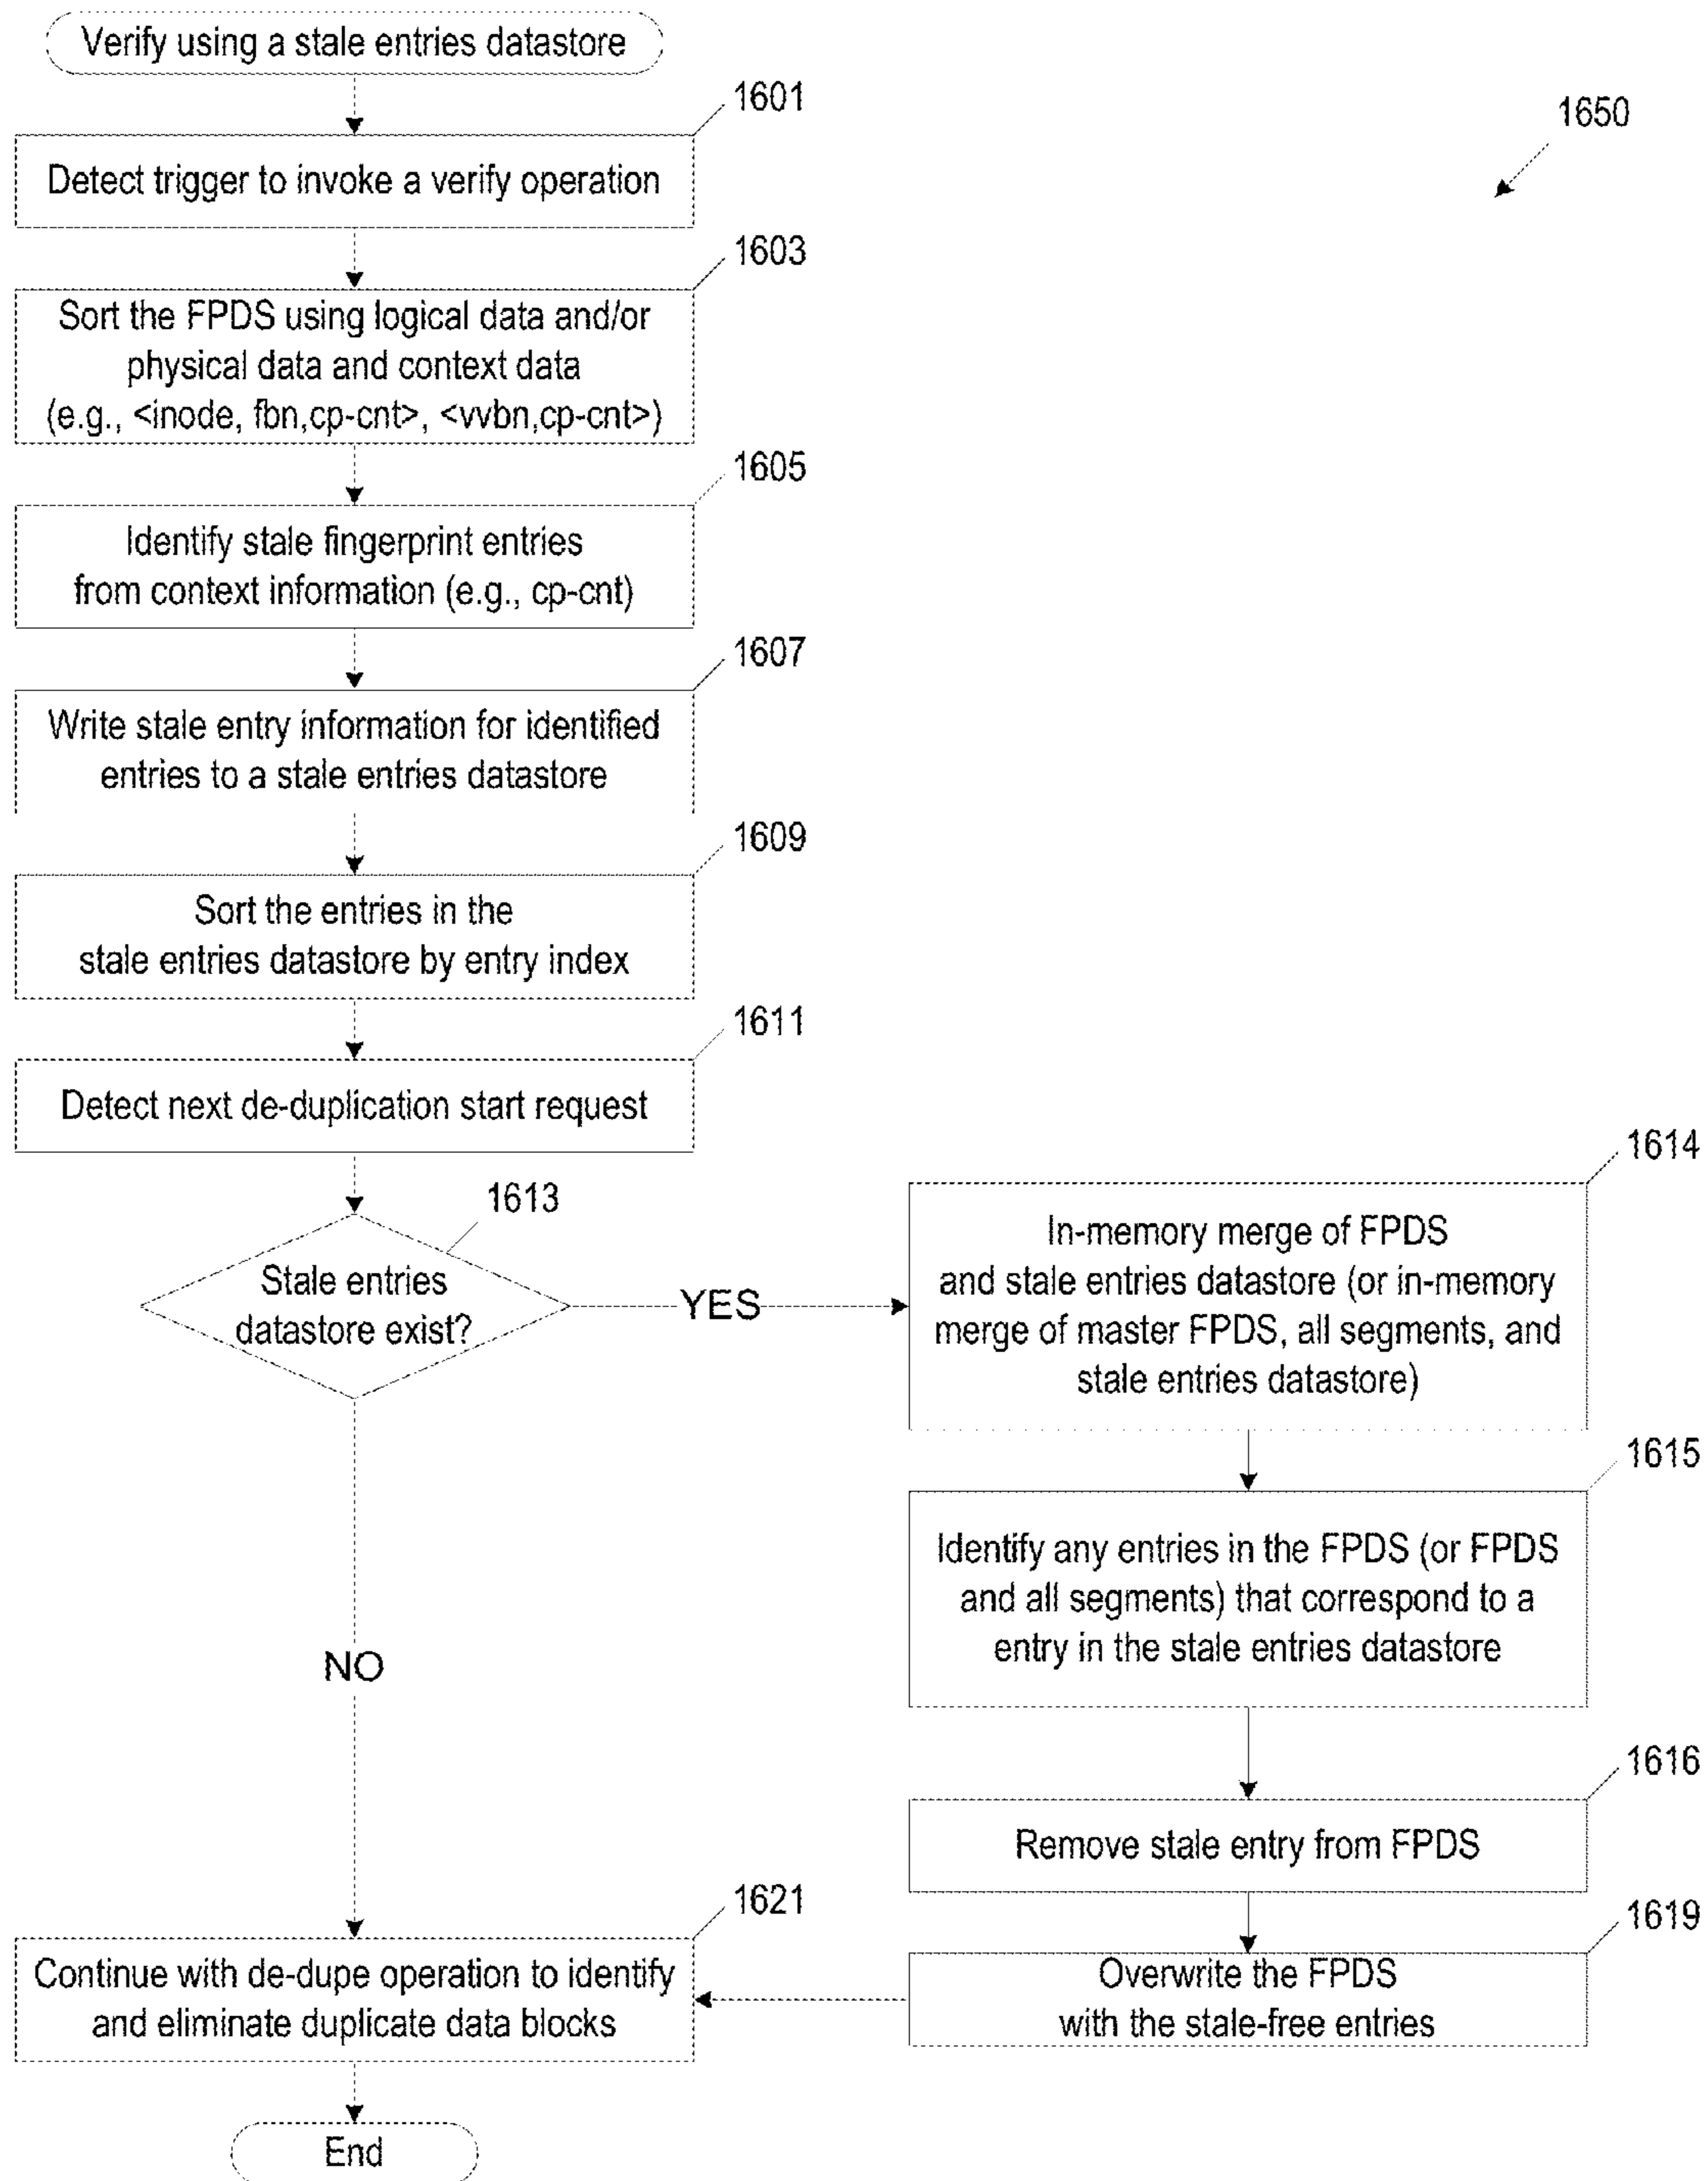 Verify using a stale entries datastore
1601
1650
Detect trigger to invoke a verify operation
1603
Sort the FPDS using logical data and/or
physical data and context data
(e.g., <inode, fbn,cp-cnt>, <vvbn,cp-cnt>)
1605
Identify stale fingerprint entries
from context information (e.g., cp-cnt)
1607
Write stale entry information for identified
entries to a stale entries datastore
1609
Sort the entries in the
stale entries datastore by entry index
1611
Detect next de-duplication start request
1613
Stale entries
datastore exist?
YES
1614
In-memory merge of FPDS
and stale entries datastore (or in-memory
merge of master FPDS, all segments, and
stale entries datastore)
1615
Identify any entries in the FPDS (or FPDS
and all segments) that correspond to a
entry in the stale entries datastore
NO
1616
Remove stale entry from FPDS
1619
Overwrite the FPDS
with the stale-free entries
1621
Continue with de-dupe operation to identify
and eliminate duplicate data blocks
End